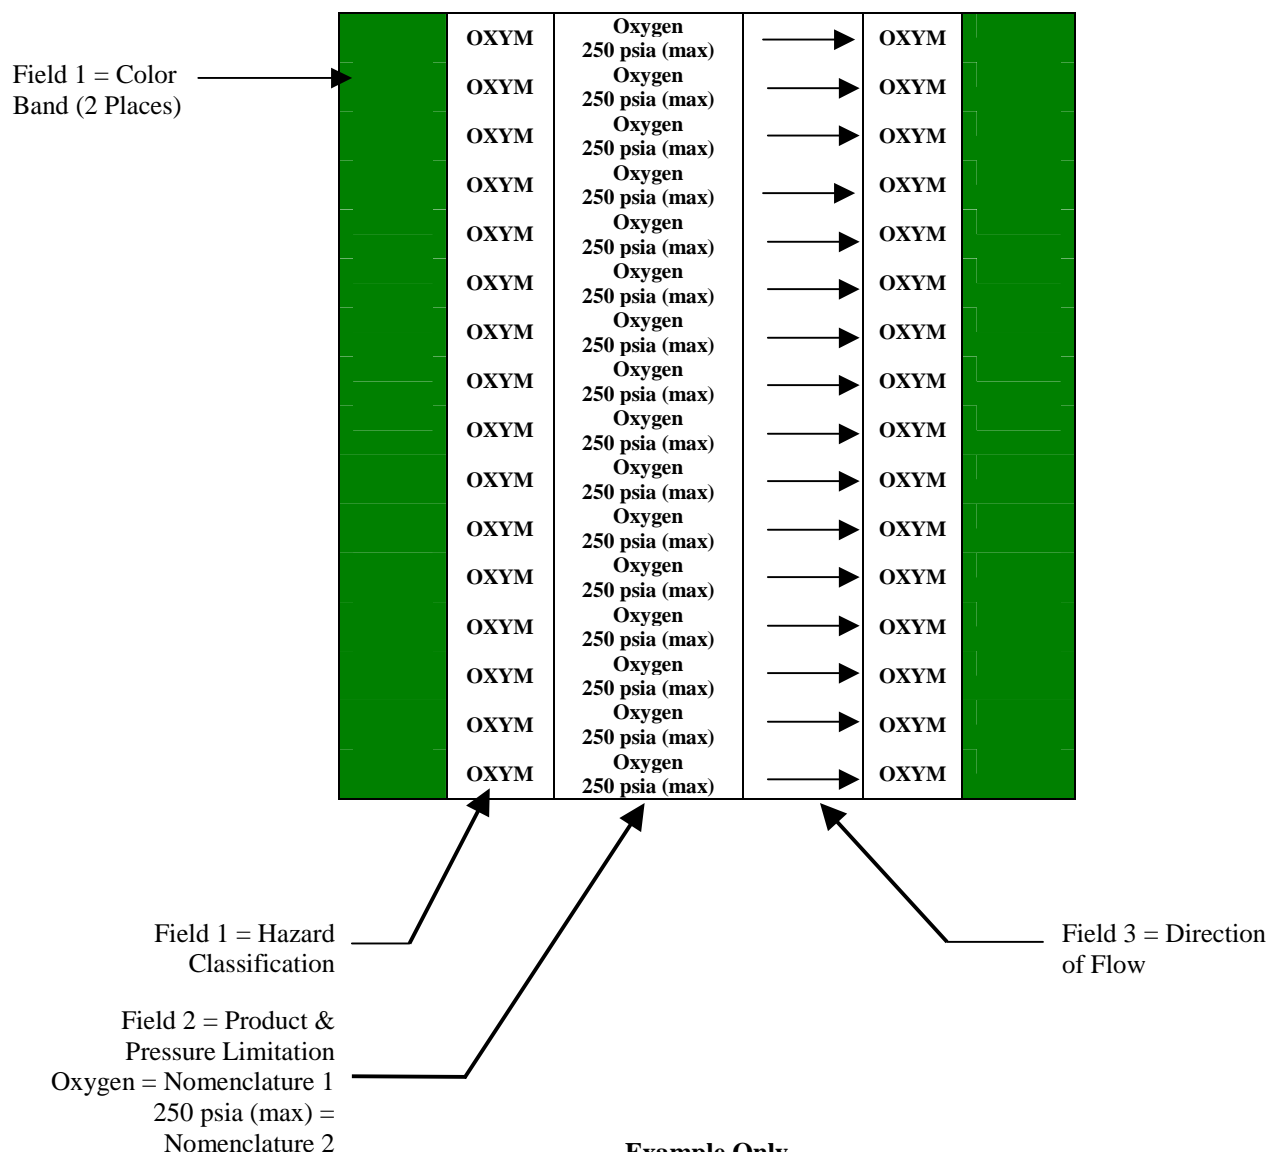 OXYM Oxygen OXYM
250 psia (max)
OXYM Oxygen OXYM
250 psia (max)
OXYM Oxygen OXYM
250 psia (max)
OXYM Oxygen OXYM
250 psia (max)
OXYM Oxygen OXYM
250 psia (max)
OXYM Oxygen OXYM
250 psia (max)
OXYM Oxygen OXYM
250 psia (max)
OXYM Oxygen OXYM
250 psia (max)
OXYM Oxygen OXYM
250 psia (max)
OXYM Oxygen OXYM
250 psia (max)
OXYM Oxygen OXYM
250 psia (max)
OXYM Oxygen OXYM
250 psia (max)
OXYM Oxygen OXYM
250 psia (max)
OXYM Oxygen OXYM
250 psia (max)
OXYM Oxygen OXYM
250 psia (max)
OXYM Oxygen OXYM
250 psia (max)
Field 1 = Color
Band (2 Places)
Field 1 = Hazard
Classification
Field 3 = Direction
of Flow
Field 2 = Product &
Pressure Limitation
Oxygen = Nomenclature 1
250 psia (max) =
Nomenclature 2
Example Only